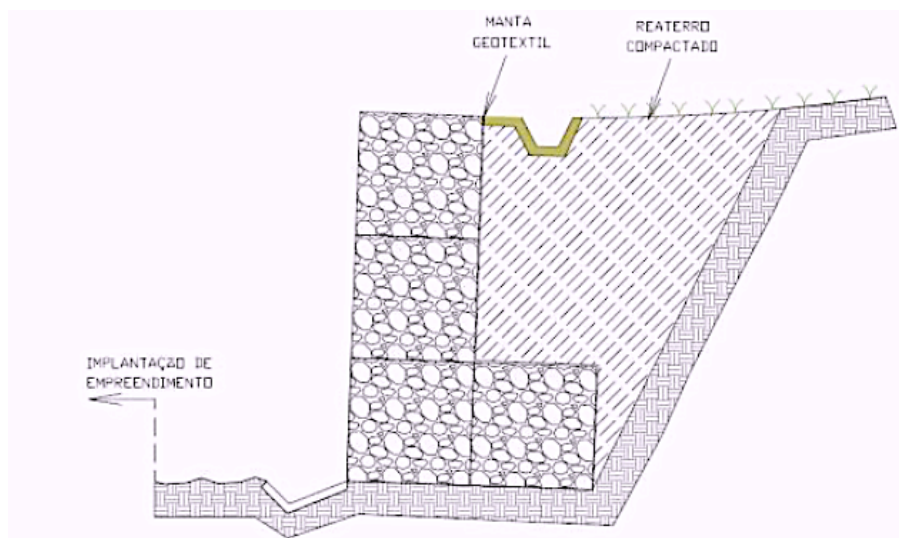 MANTA
GEOTEXTIL
REATERRO
COMPACTADO
IMPLANTAÇÃO DE
EMPREENDIMENTO